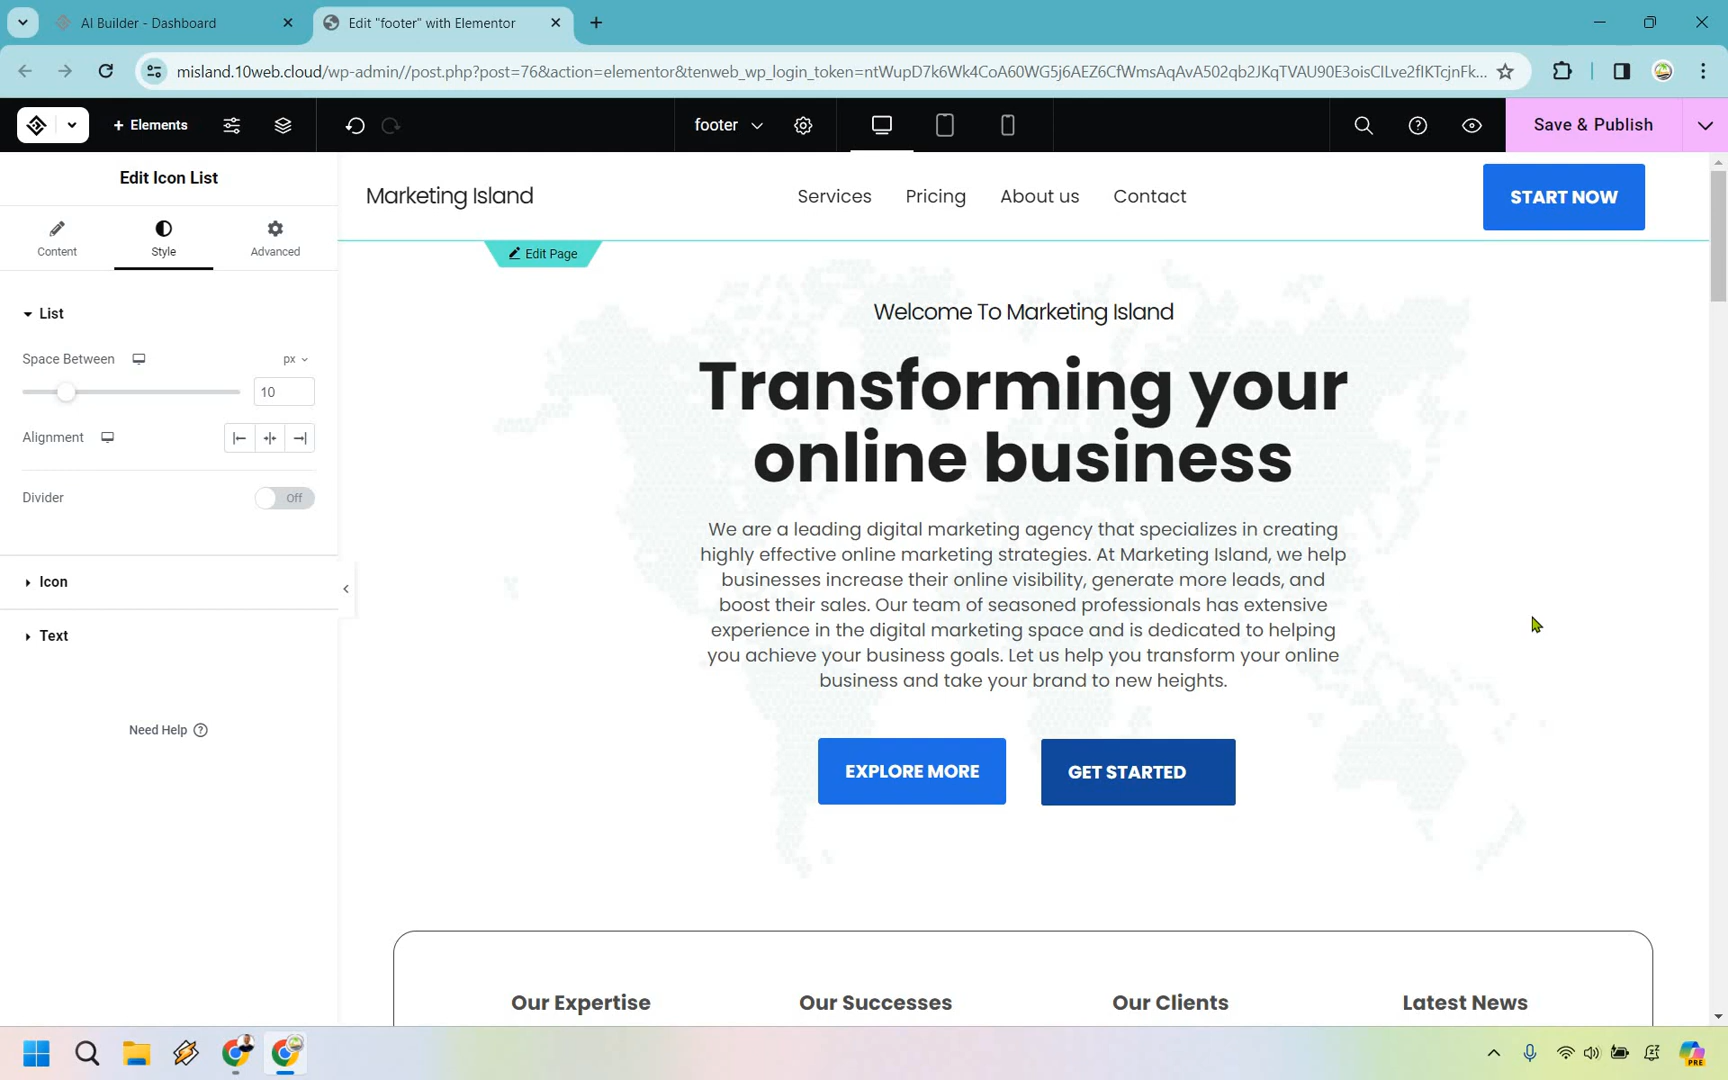 AI Builder - Dashboard
Edit "footer" with Elementor
misland.10web.cloud/wp-admin//post.php?post=76&action=elementor&tenweb_wp_login_token=ntWupD7k6Wk4CoA60WG5j6AEZ6CfWmsAqAvA502qb2JKqTVAU90E3oisCILve2flKTcjnFk...
+ Elements
footer
Save & Publish
Edit Icon List
Content
Style
Advanced
List
Space Between
px
10
Alignment
Divider
Off
Icon
Text
Need Help
Marketing Island
Services
Pricing
About us
Contact
START NOW
Edit Page
Welcome To Marketing Island
Transforming your
online business
We are a leading digital marketing agency that specializes in creating
highly effective online marketing strategies. At Marketing Island, we help
businesses increase their online visibility, generate more leads, and
boost their sales. Our team of seasoned professionals has extensive
experience in the digital marketing space and is dedicated to helping
you achieve your business goals. Let us help you transform your online
business and take your brand to new heights.
EXPLORE MORE
GET STARTED
Our Expertise
Our Successes
Our Clients
Latest News
PRE